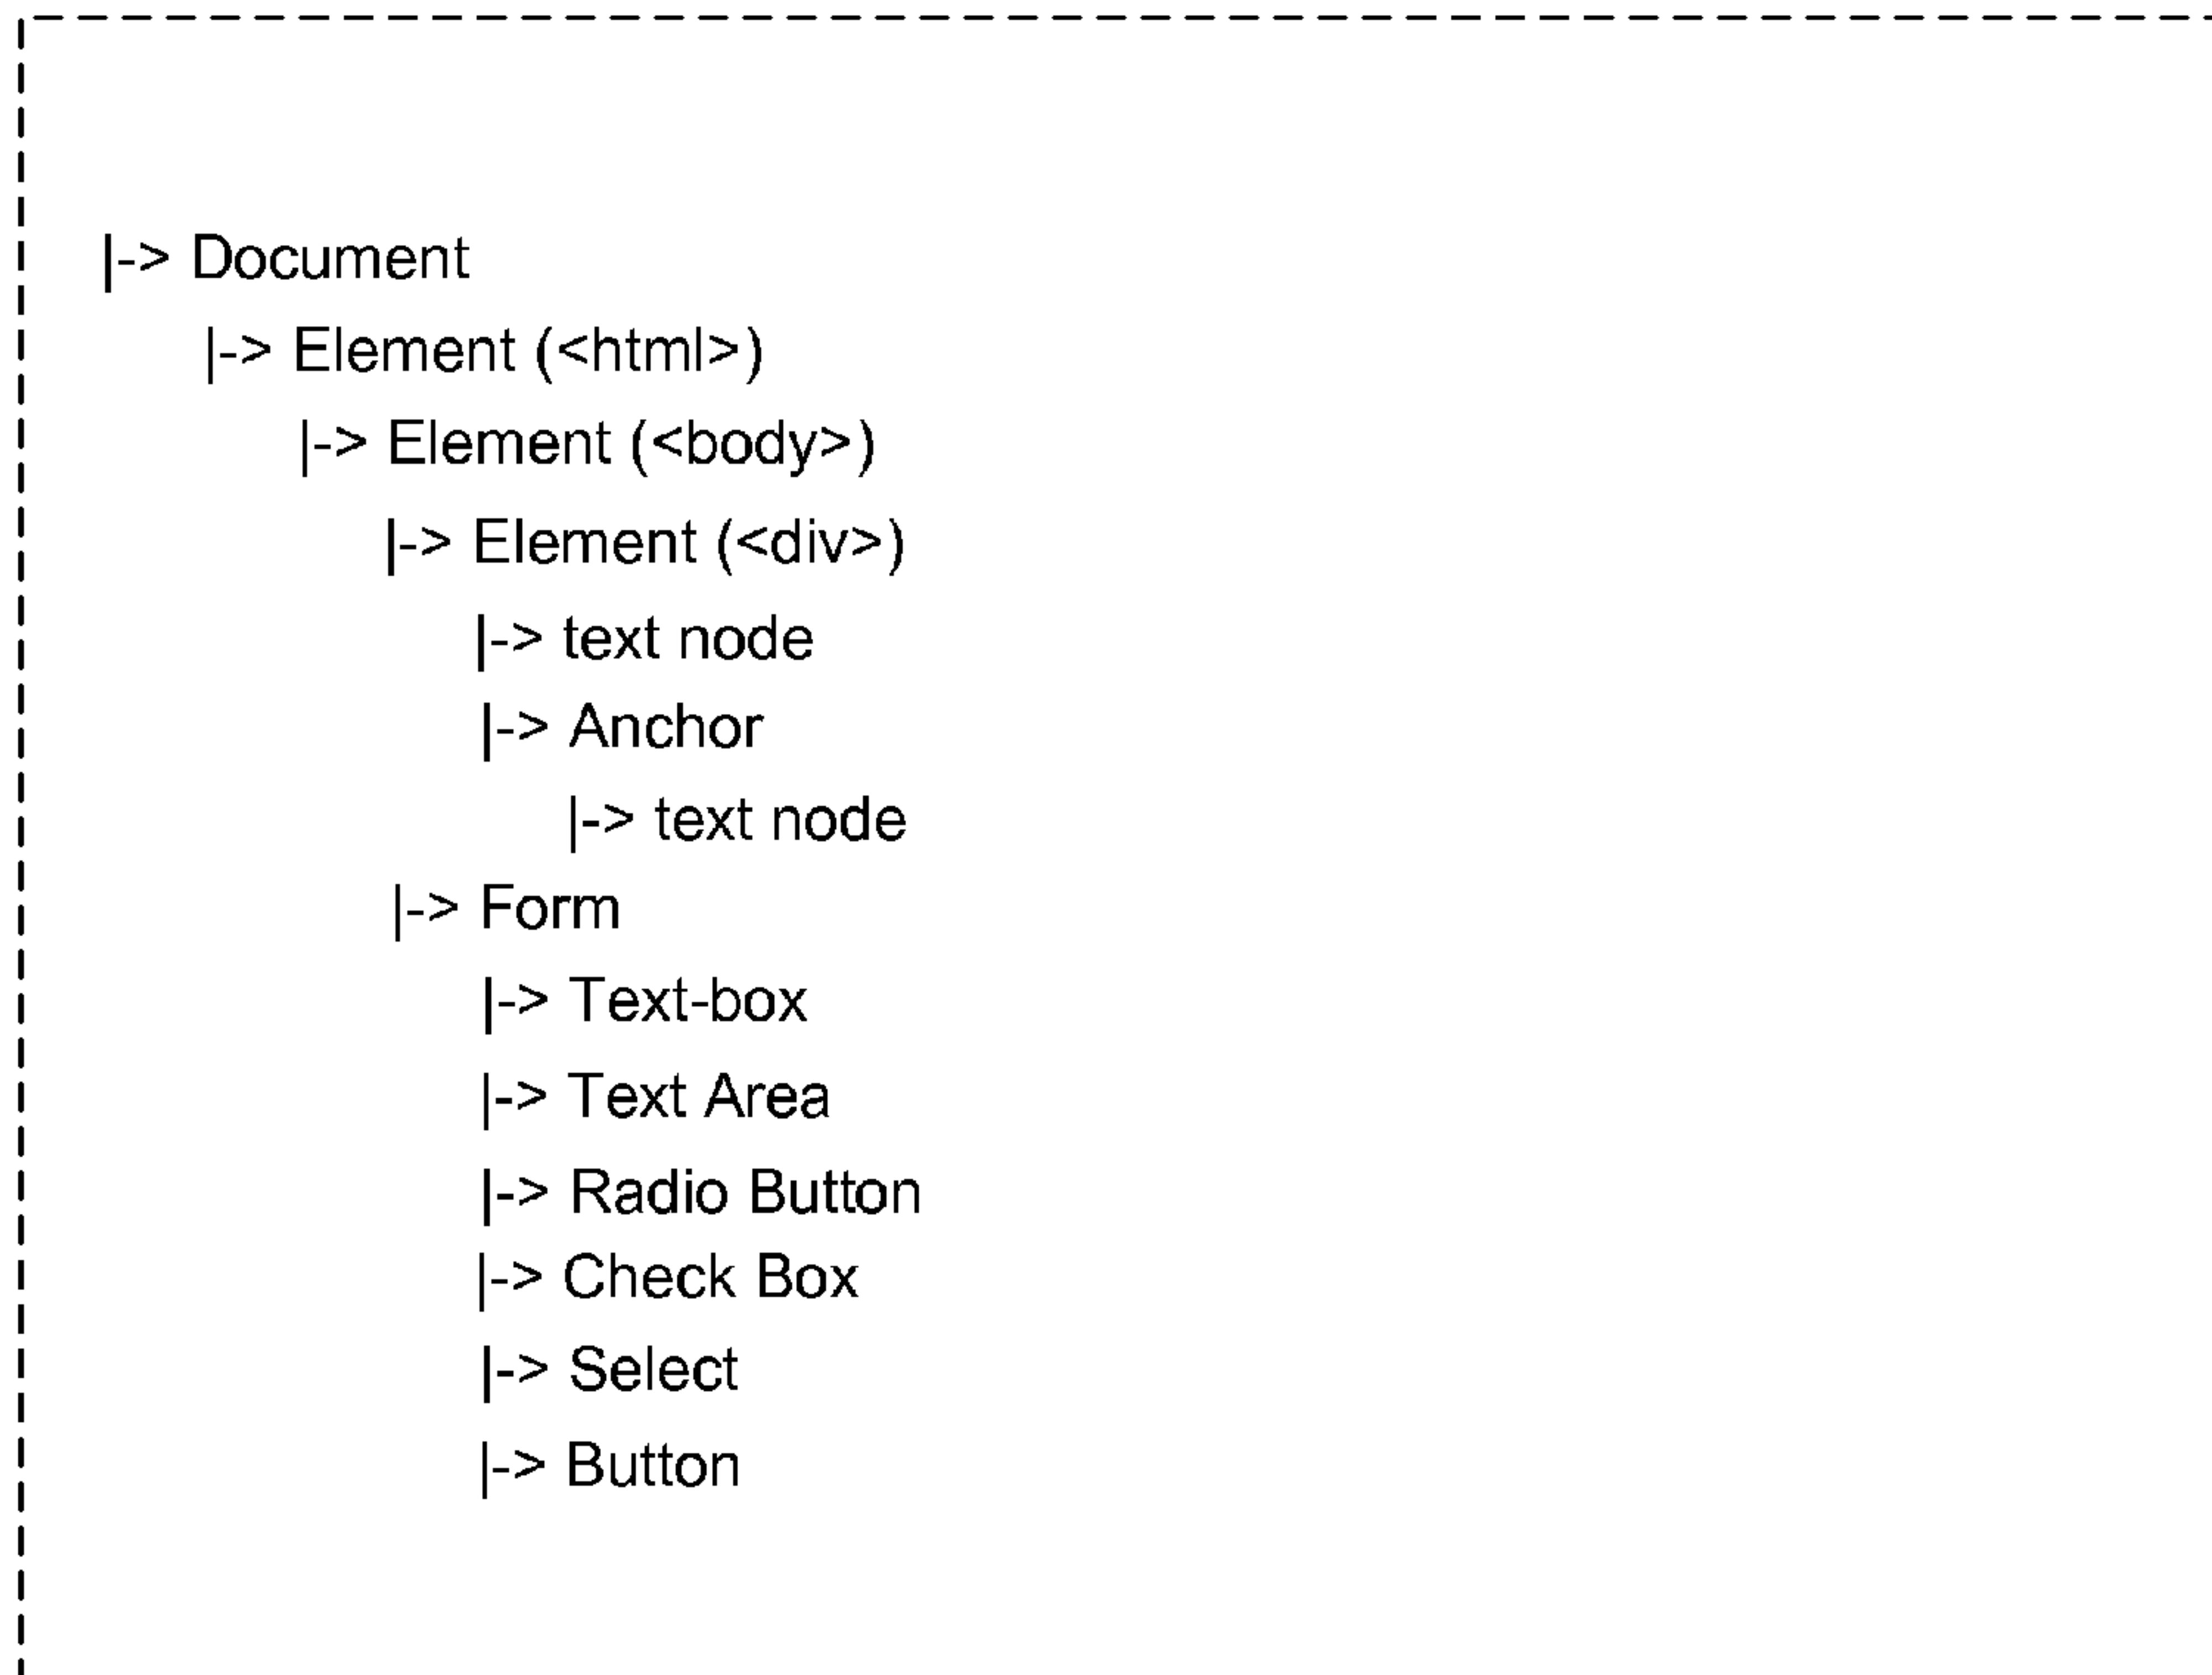 |-> Document
|-> Element (<html>)
|-> Element (<body>)
|-> Element (<div>)
|-> text node
|-> Anchor
|-> text node
|-> Form
|-> Text-box
|-> Text Area
|-> Radio Button
|-> Check Box
|-> Select
|-> Button